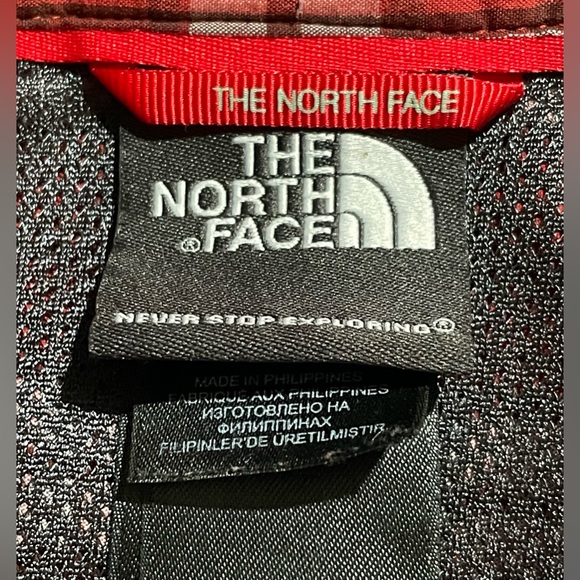 THE NORTH FACE
THE
NORTH
® FACE
NEVER STOP EXPLORING®
MADE IN PHILIPPINES
FABRIQUE AUX PHILIPPINES
ИЗГОТОВЛЕНО НА
ФИЛИППИНАХ
FILIPINLER'DE ÜRETILMIŞTIR